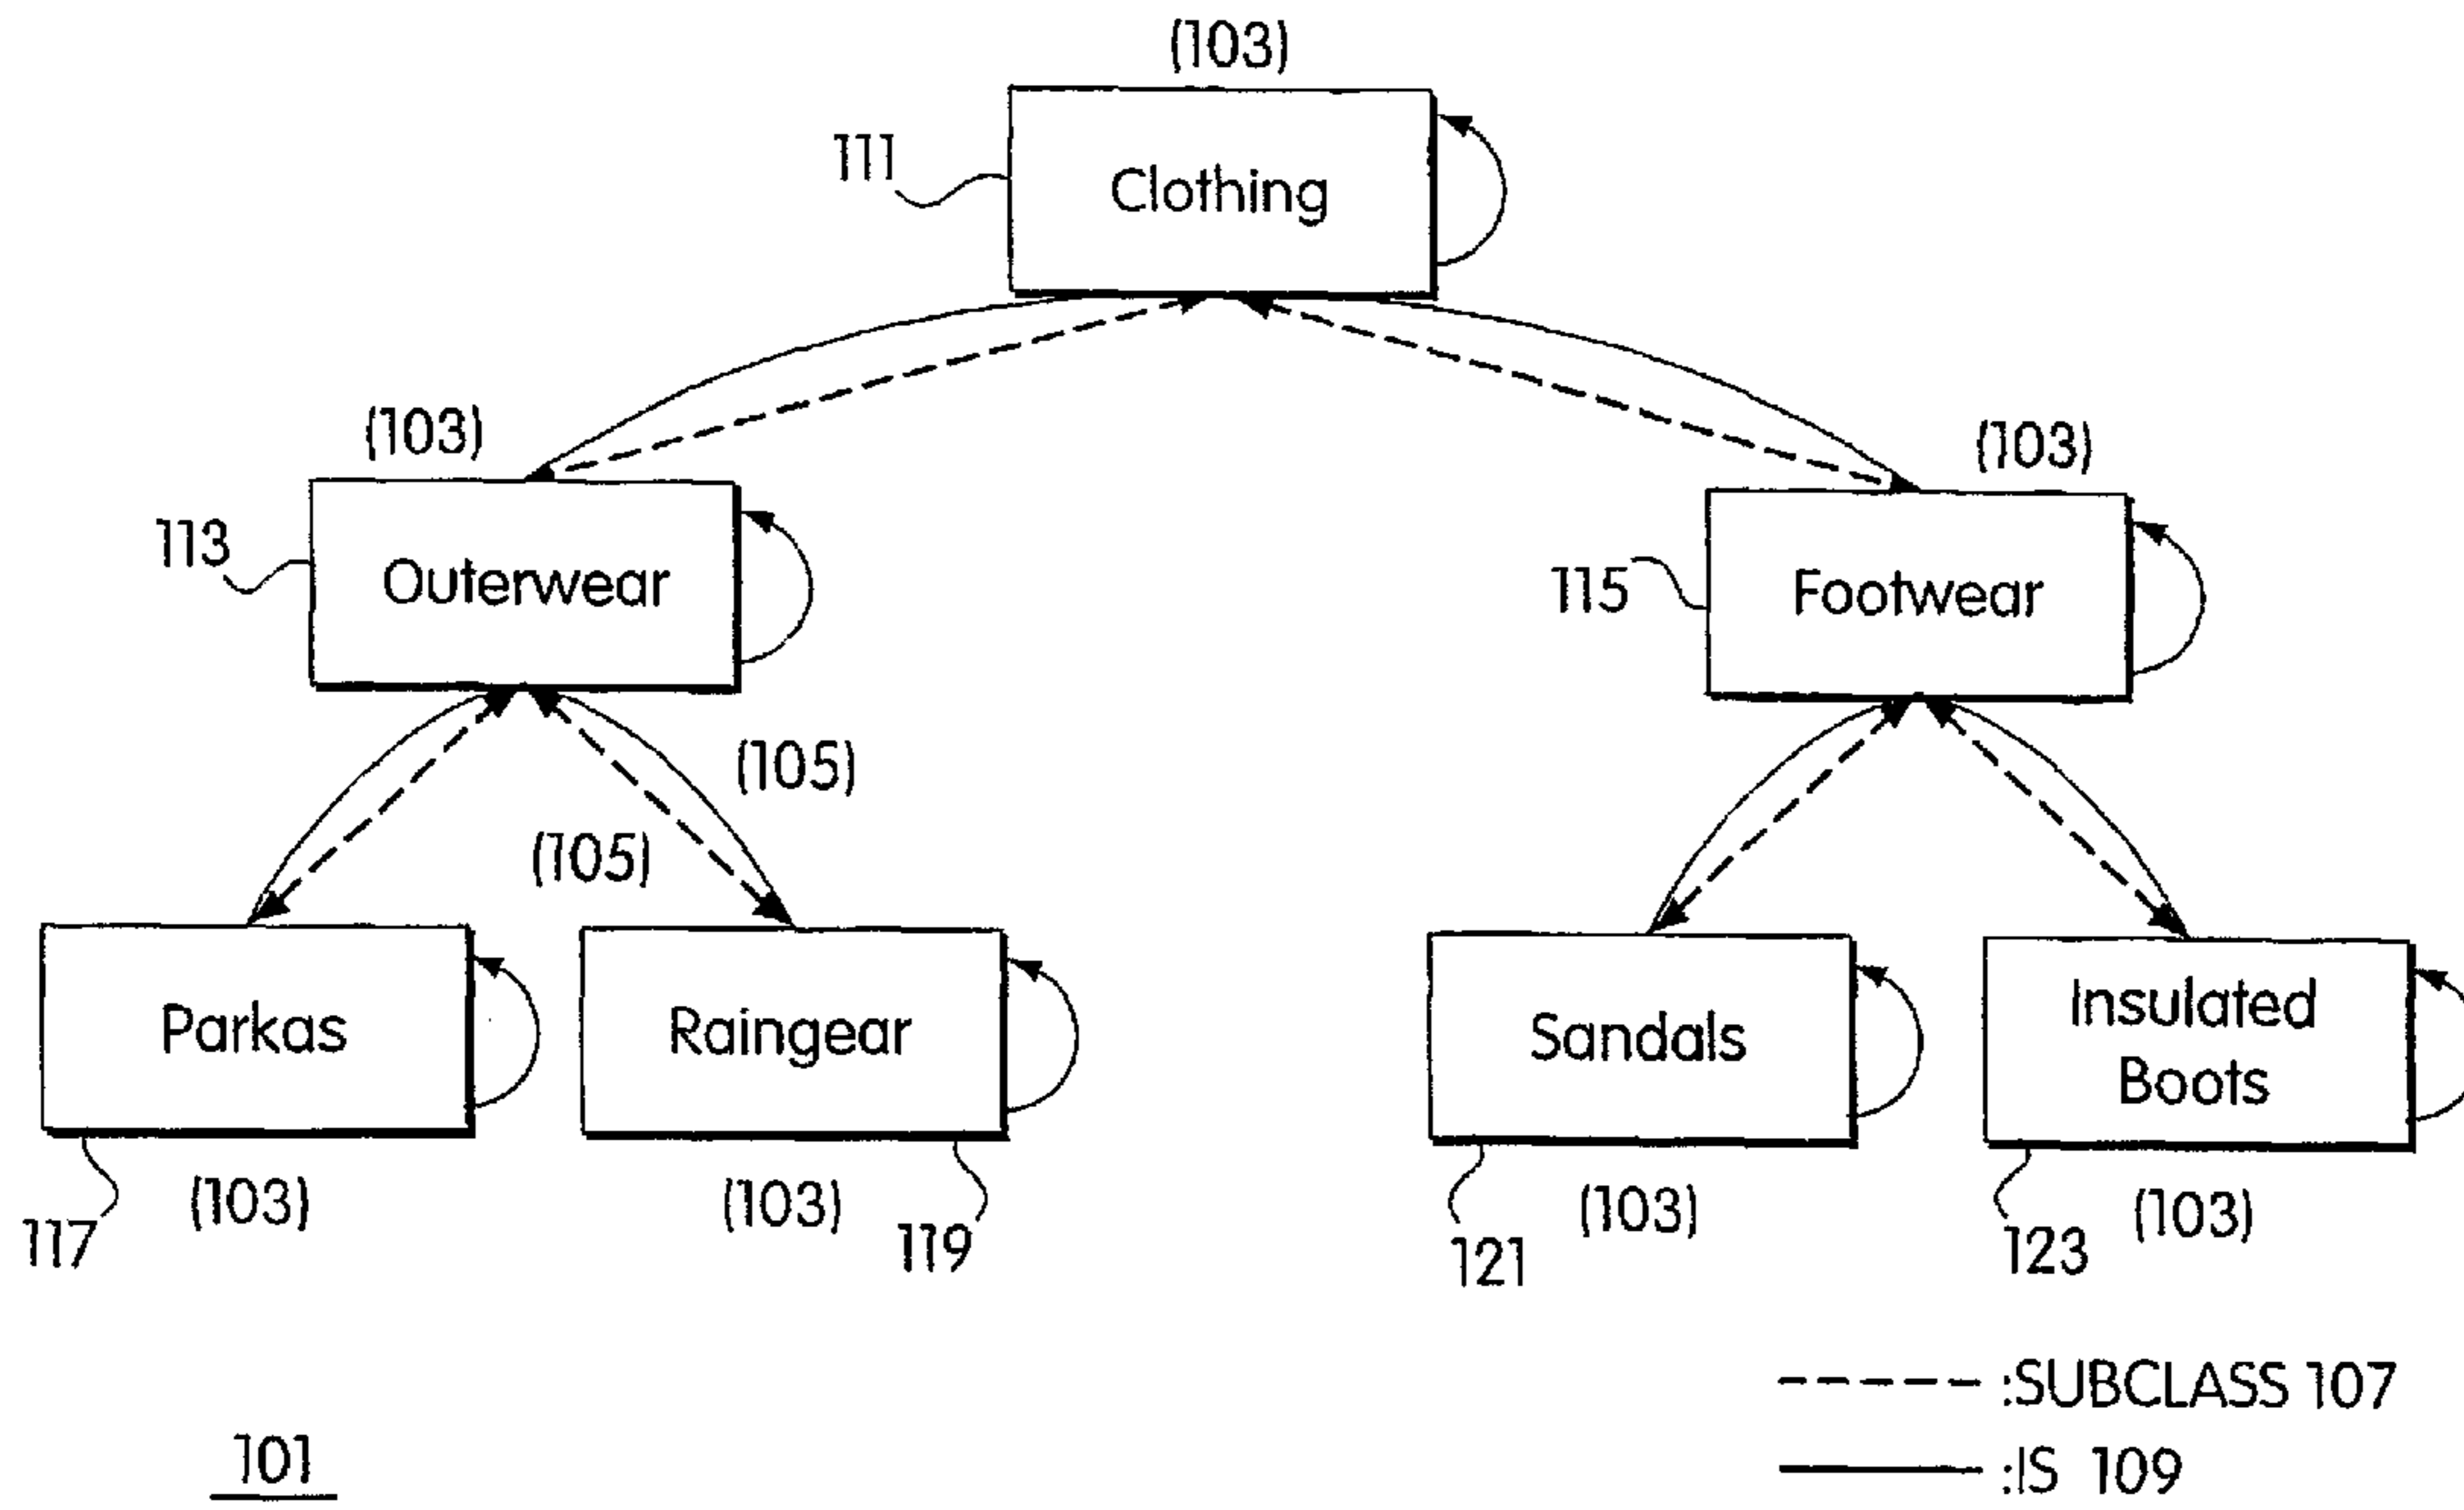 (103)
111
Clothing
(103)
(103)
113
Outerwear
115
Footwear
(105)
(105)
Parkas
Raingear
Sandals
Insulated
Boots
(103)
(103)
(103)
(103)
117
119
121
123
:SUBCLASS 107
101
:IS 109